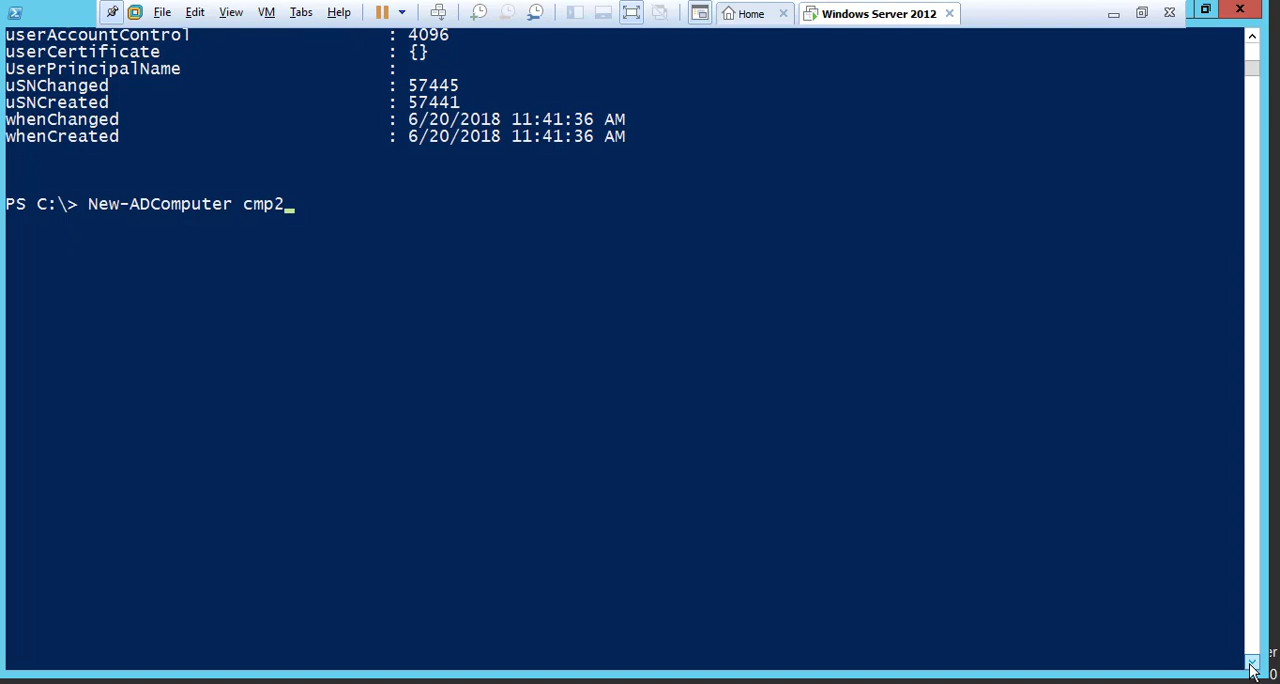 File Edit View VM Tabs Help Home Windows Server 2012
userAccountControl : 4096
userCertificate : {}
UserPrincipalName :
uSNChanged : 57445
uSNCreated : 57441
whenChanged : 6/20/2018 11:41:36 AM
whenCreated : 6/20/2018 11:41:36 AM
PS C:\> New-ADComputer cmp2
er
0